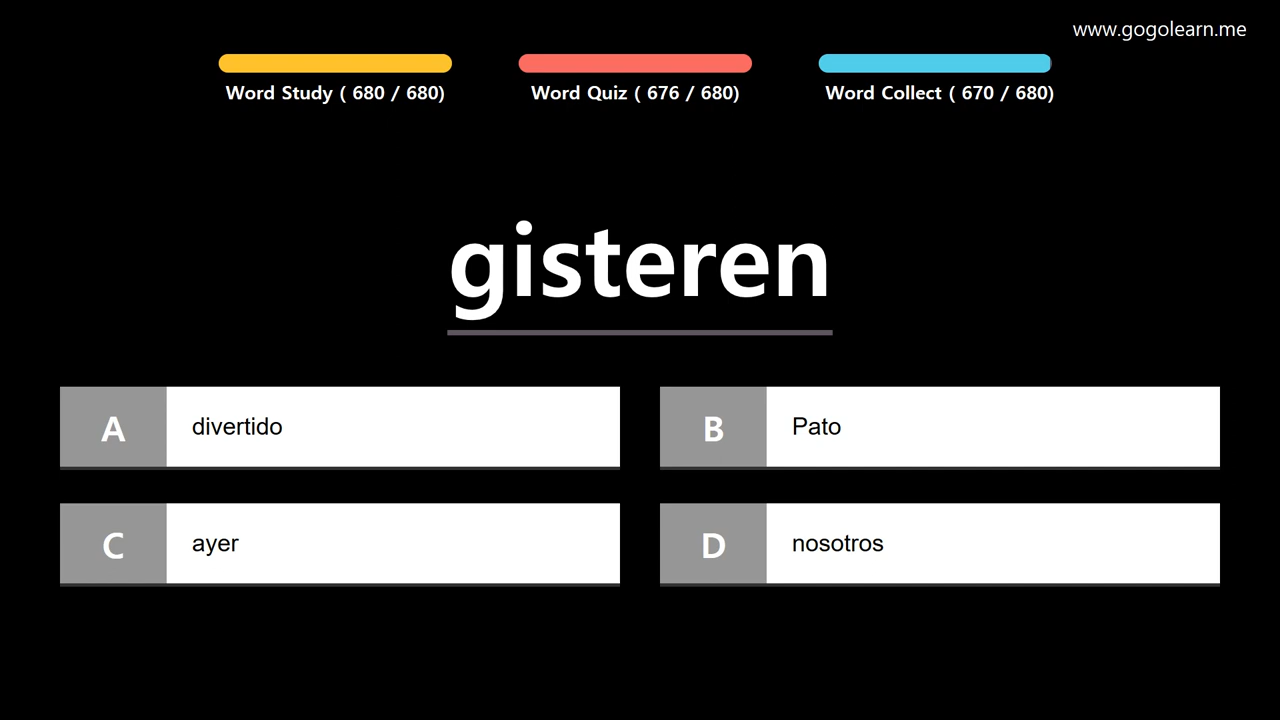 www.gogolearn.me
Word Study ( 680 / 680)
Word Quiz ( 676 / 680)
Word Collect ( 670 / 680)
gisteren
A
divertido
B
Pato
C
ayer
D
nosotros